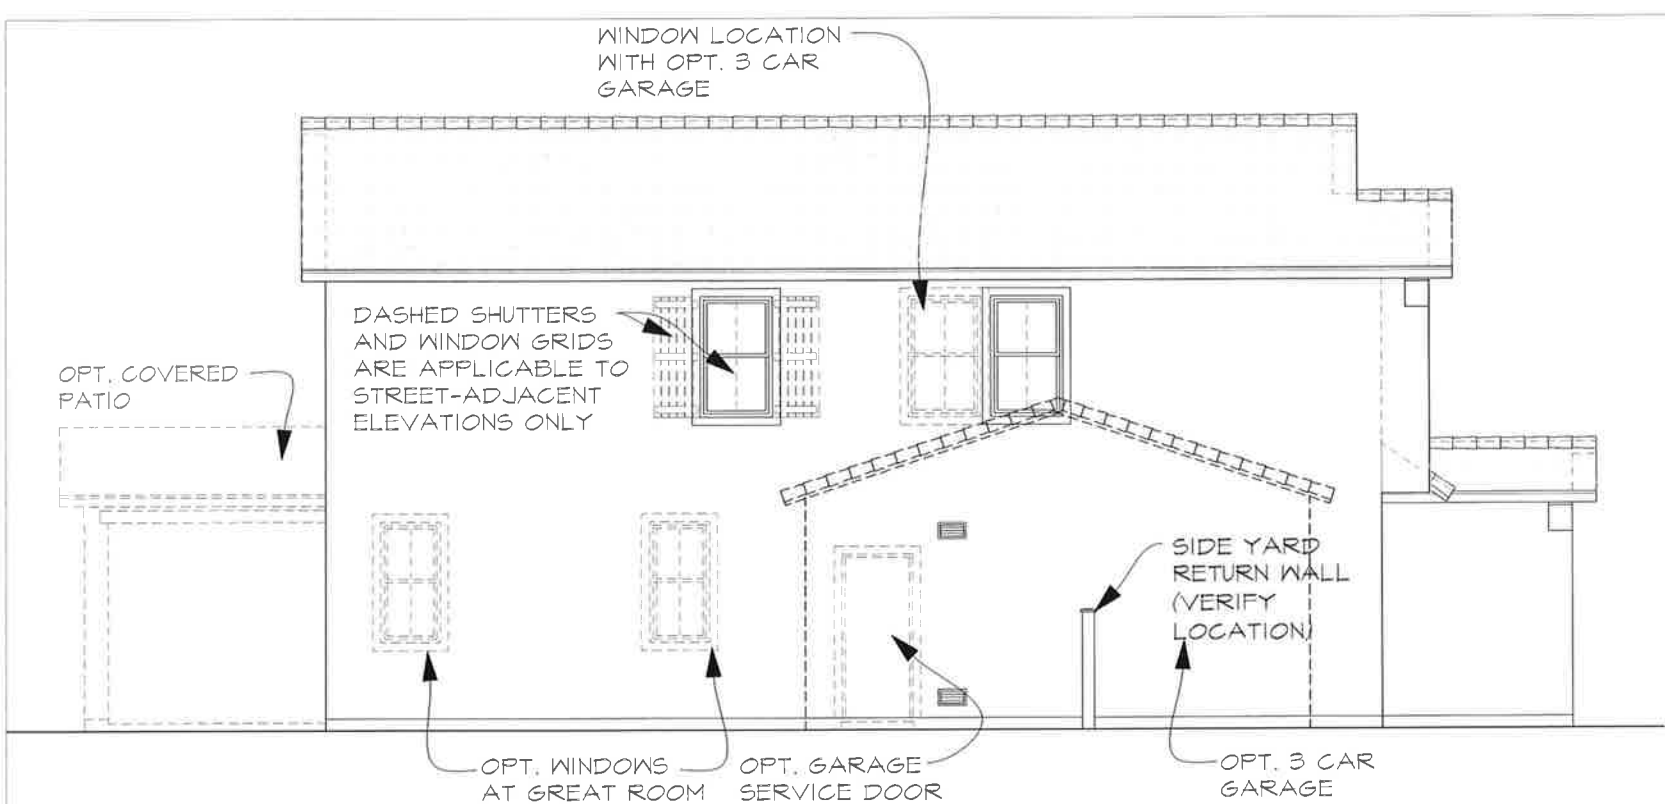 WINDOW LOCATION
WITH OPT. 3 CAR
GARAGE
DASHED SHUTTERS
AND WINDOW GRIDS
ARE APPLICABLE TO
STREET-ADJACENT
ELEVATIONS ONLY
OPT. COVERED
PATIO
SIDE YARD
RETURN WALL
(VERIFY
LOCATION)
OPT. WINDOWS
AT GREAT ROOM
OPT. GARAGE
SERVICE DOOR
OPT. 3 CAR
GARAGE